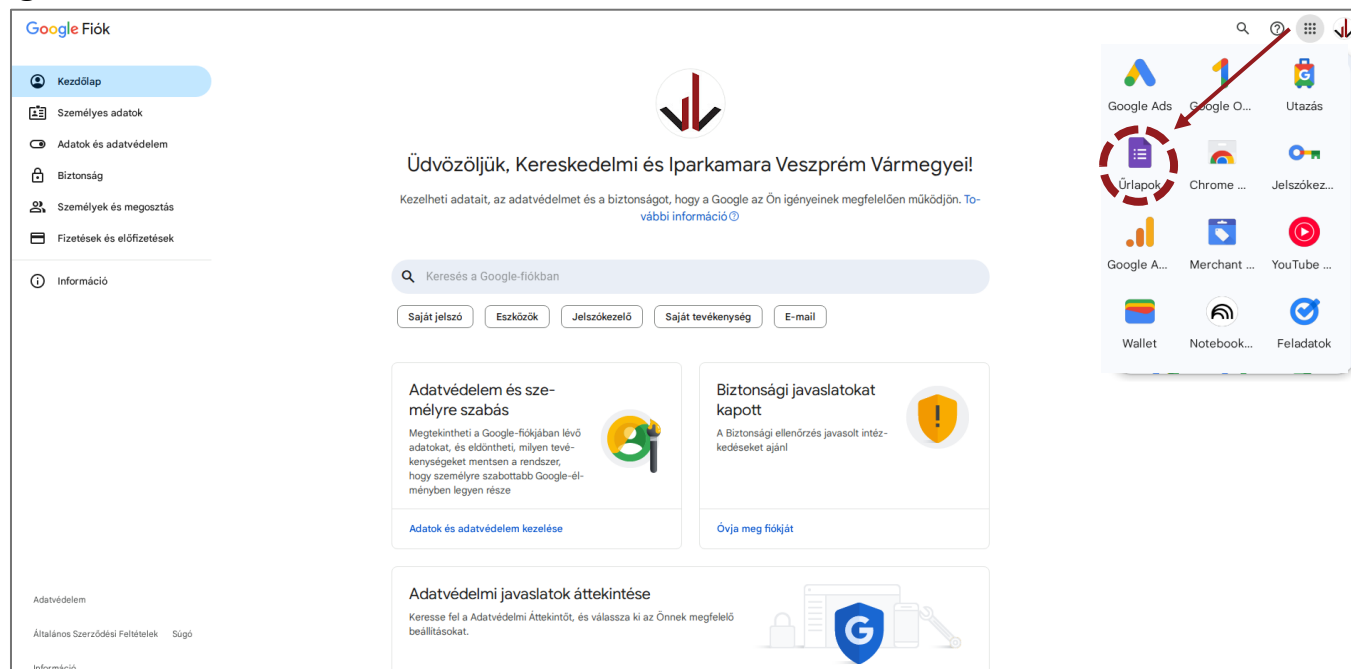 Google Fiók
Kezdőlap
Személyes adatok
Adatok és adatvédelem
Biztonság
Személyek és megosztás
Fizetések és előfizetések
Információ
Adatvédelem
Általános Szerződési Feltételek Súgó
Információ
Üdvözöljük, Kereskedelmi és Iparkamara Veszprém Vármegyei!
Kezelheti adatait, az adatvédelmet és a biztonságot, hogy a Google az Ön igényeinek megfelelően működjön. To-
vábbi információ
Keresés a Google-fiókban
Saját jelszó Eszközök Jelszókezelő Saját tevékenység E-mail
Adatvédelem és sze-
mélyre szabás
Megtekintheti a Google-fiókjában lévő
adatokat, és eldöntheti, milyen tevé-
kenységeket mentsen a rendszer,
hogy személyre szabottabb Google-él-
ményben legyen része
Adatok és adatvédelem kezelése
Biztonsági javaslatokat
kapott
A Biztonsági ellenőrzés javasolt intéz-
kedéseket ajánl
Óvja meg fiókját
Adatvédelmi javaslatok áttekintése
Keresse fel a Adatvédelmi Áttekintőt, és válassza ki az Önnek megfelelő
beállításokat.
G
Google Ads Google O... Utazás
Űrlapok Chrome ... Jelszókez...
Google A... Merchant ... YouTube ...
Wallet Notebook... Feladatok